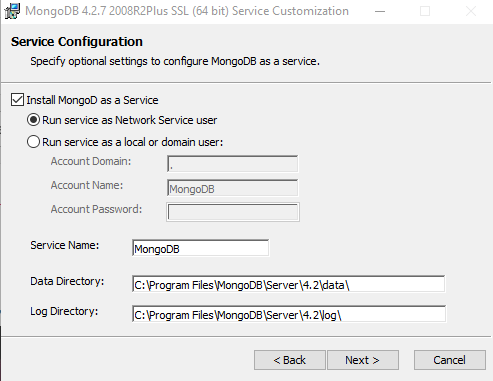 MongoDB 4.2.7 2008R2Plus SSL (64 bit) Service Customization
Service Configuration
Specify optional settings to configure MongoDB as a service.
Install MongoD as a Service
Run service as Network Service user
Run service as a local or domain user:
Account Domain: .
Account Name: MongoDB
Account Password:
Service Name: MongoDB
Data Directory: C:\Program Files\MongoDB\Server\4.2\data\
Log Directory: C:\Program Files\MongoDB\Server\4.2\log\
< Back Next > Cancel